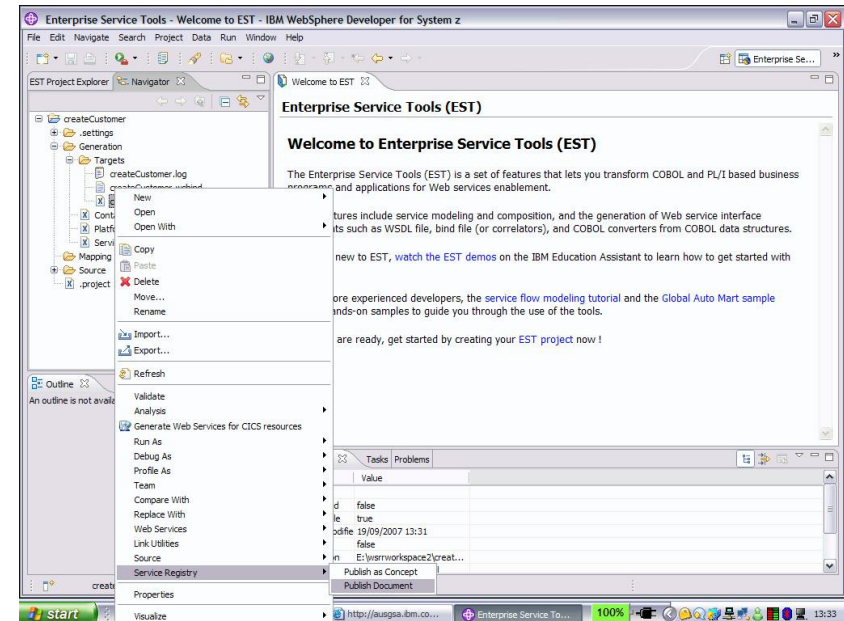 Enterprise Service Tools - Welcome to EST - IBM WebSphere Developer for System z
File Edit Navigate Search Project Data Run Window Help
Enterprise Se... »
EST Project Explorer Navigator
createCustomer
.settings
Generation
Targets
createCustomer.log
createCustomer.wsbind
Cont
Platf
Servi
Mapping
Source
.project
Outline
An outline is not availa
Welcome to EST
Enterprise Service Tools (EST)
Welcome to Enterprise Service Tools (EST)
The Enterprise Service Tools (EST) is a set of features that lets you transform COBOL and PL/I based business
programs and applications for Web services enablement.
tures include service modeling and composition, and the generation of Web service interface
ts such as WSDL file, bind file (or correlators), and COBOL converters from COBOL data structures.
new to EST, watch the EST demos on the IBM Education Assistant to learn how to get started with
ore experienced developers, the service flow modeling tutorial and the Global Auto Mart sample
ands-on samples to guide you through the use of the tools.
are ready, get started by creating your EST project now !
New
Open
Open With
Copy
Paste
Delete
Move...
Rename
Import...
Export...
Refresh
Validate
Analysis
Generate Web Services for CICS resources
Run As
Debug As
Profile As
Team
Compare With
Replace With
Web Services
Link Utilities
Source
Service Registry
Properties
Visualize
Publish as Concept
Publish Document
Tasks Problems
Value
d false
le true
odifie 19/09/2007 13:31
false
on E:\wsrrworkspace2\creat...
creat
start
http://ausgsa.ibm.co...
Enterprise Service To...
100%
13:33